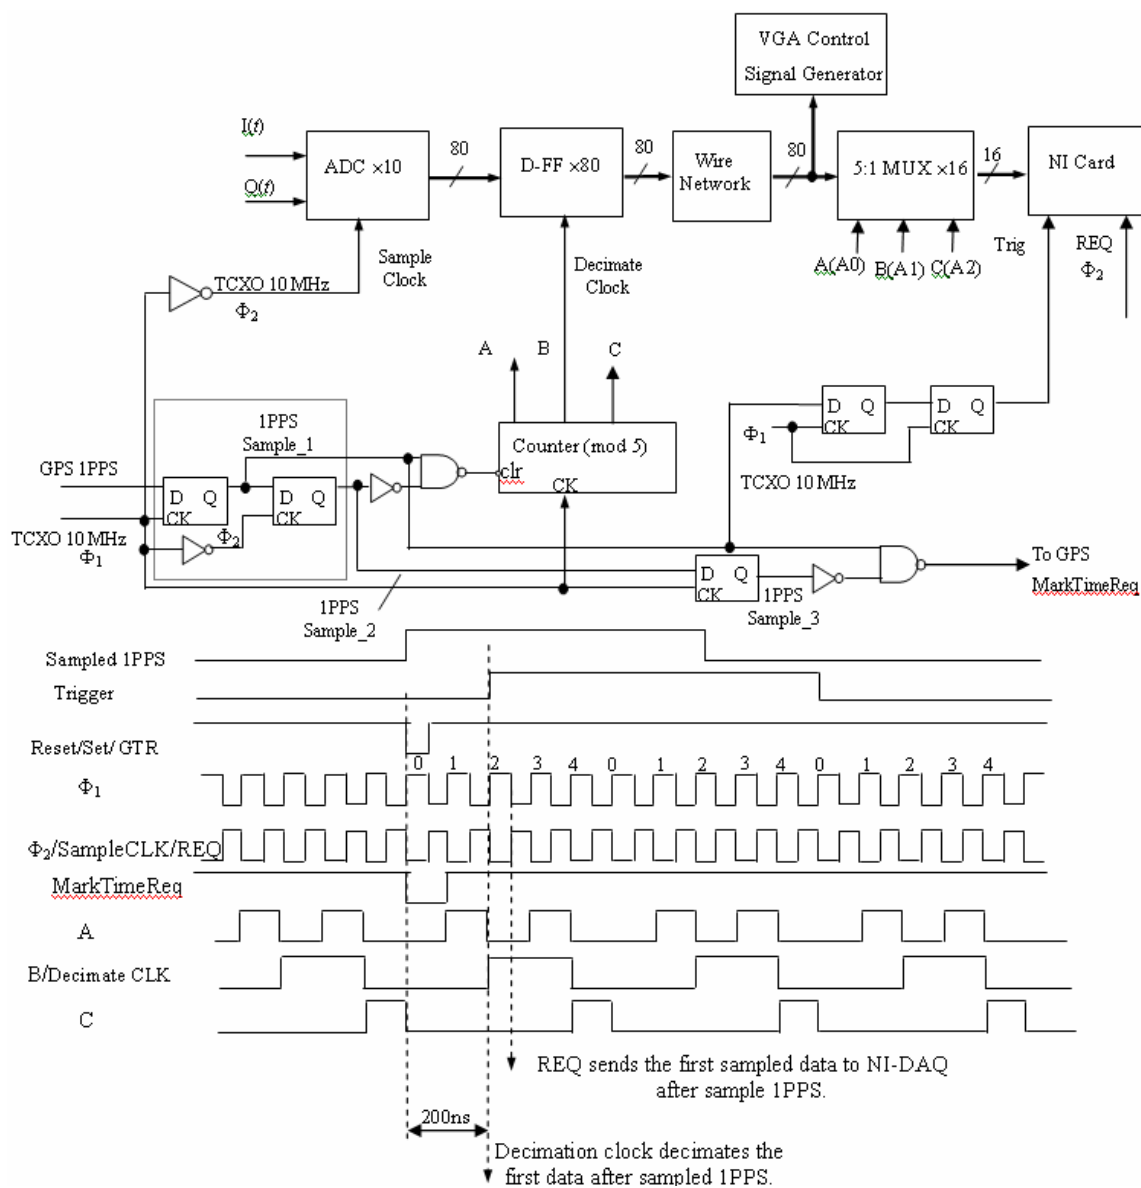 VGA Control
Signal Generator
I(t)
Q(t)
ADC ×10
80
D-FF ×80
80
Wire
Network
80
5:1 MUX ×16
16
NI Card
Sample
Clock
Decimate
Clock
A(A0)
B(A1)
C(A2)
Trig
REQ
Φ2
TCXO 10 MHz
Φ2
A
B
C
1PPS
Sample_1
GPS 1PPS
D Q
CK
D Q
CK
Φ2
TCXO 10 MHz
Φ1
Counter (mod 5)
clr
CK
Φ1
D Q
CK
D Q
CK
TCXO 10 MHz
D Q
CK
1PPS
Sample_2
1PPS
Sample_3
To GPS
MarkTimeReq
Sampled 1PPS
Trigger
Reset/Set/ GTR
0 1 2 3 4 0 1 2 3 4 0 1 2 3 4
Φ1
Φ2/SampleCLK/REQ
MarkTimeReq
A
B/Decimate CLK
C
REQ sends the first sampled data to NI-DAQ
after sample 1PPS.
200ns
Decimation clock decimates the
first data after sampled 1PPS.